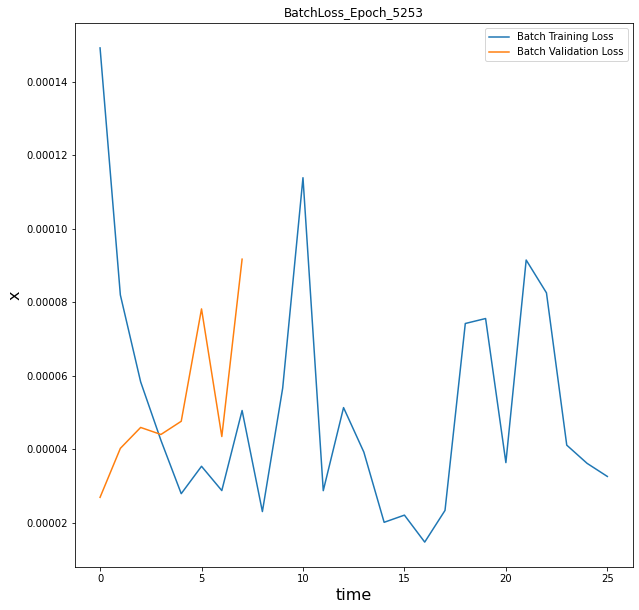 BatchLoss_Epoch_5253
Batch Training Loss
Batch Validation Loss
0.00014
0.00012
0.00010
0.00008
0.00006
0.00004
0.00002
x
0 5 10 15 20 25
time